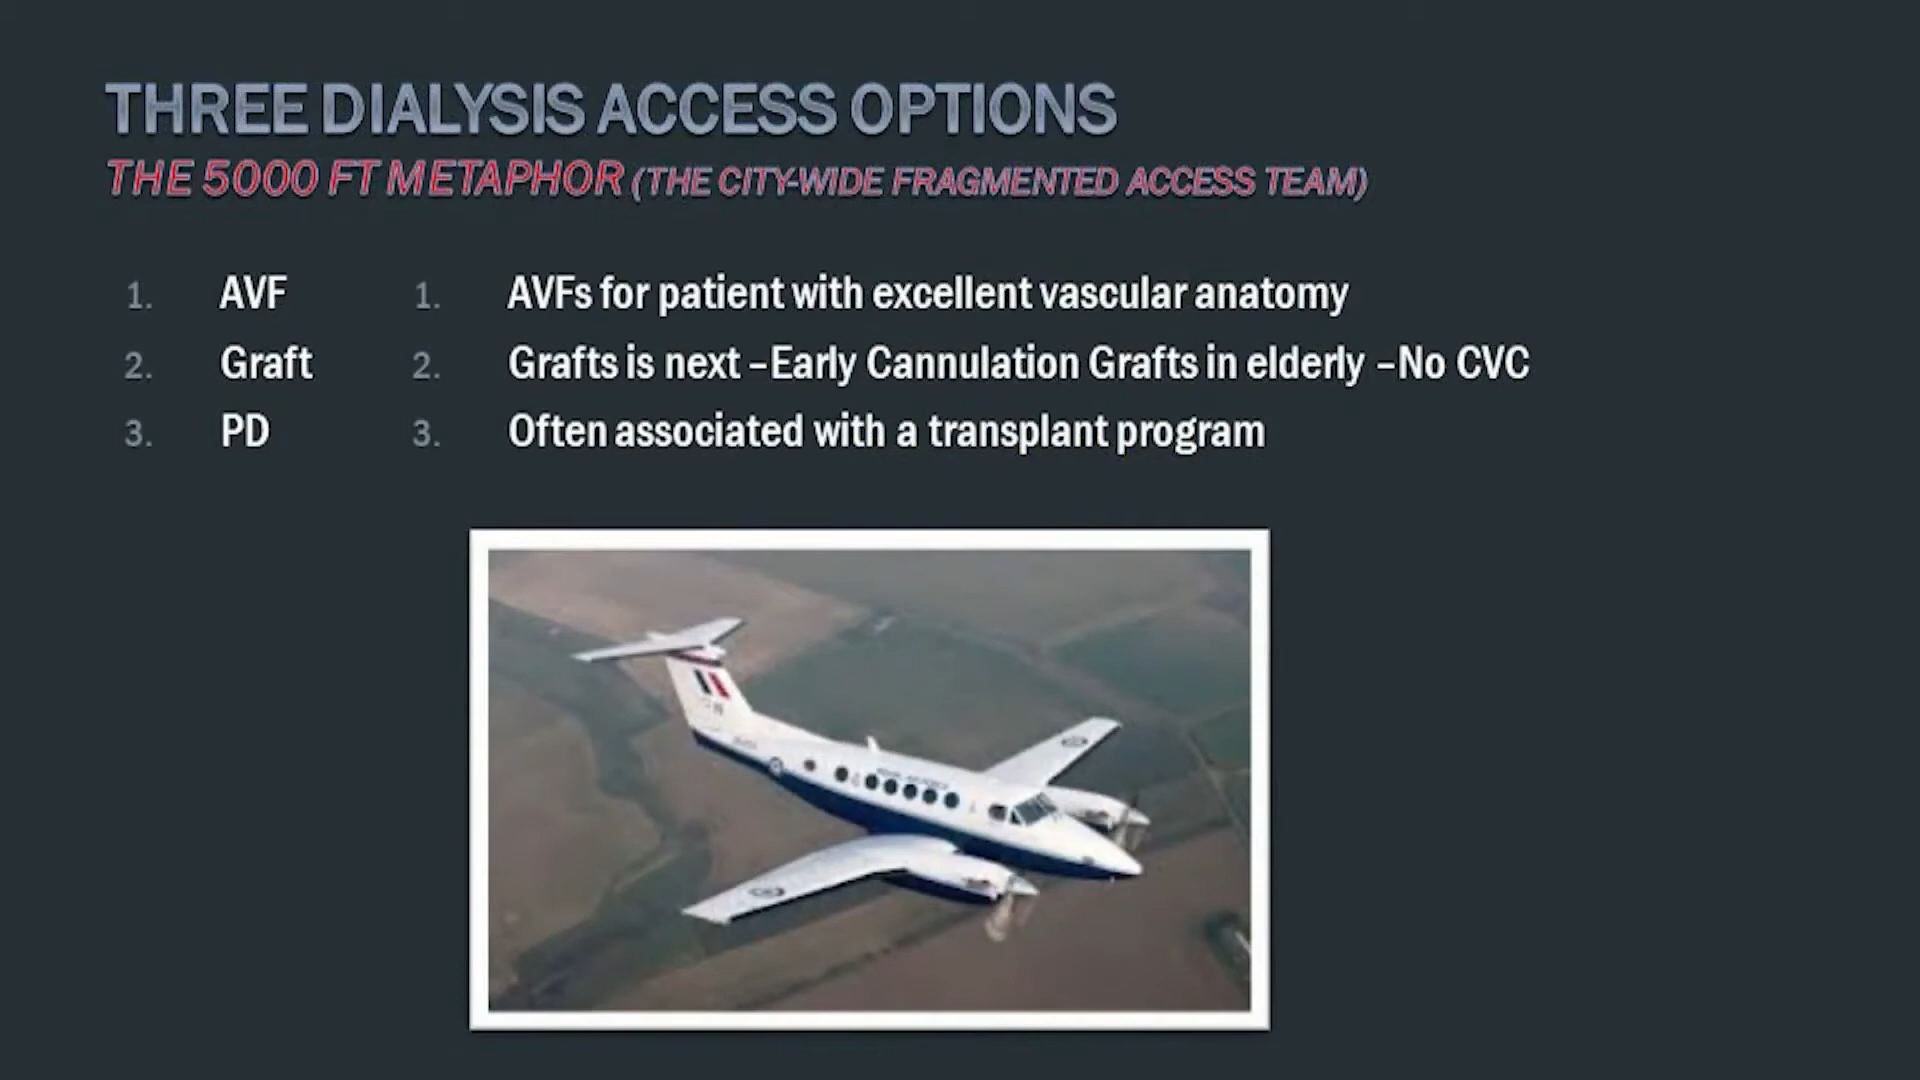 THREE DIALYSIS ACCESS OPTIONS
THE 5000 FT METAPHOR (THE CITY-WIDE FRAGMENTED ACCESS TEAM)
1. AVF 1. AVFs for patient with excellent vascular anatomy
2. Graft 2. Grafts is next –Early Cannulation Grafts in elderly –No CVC
3. PD 3. Often associated with a transplant program